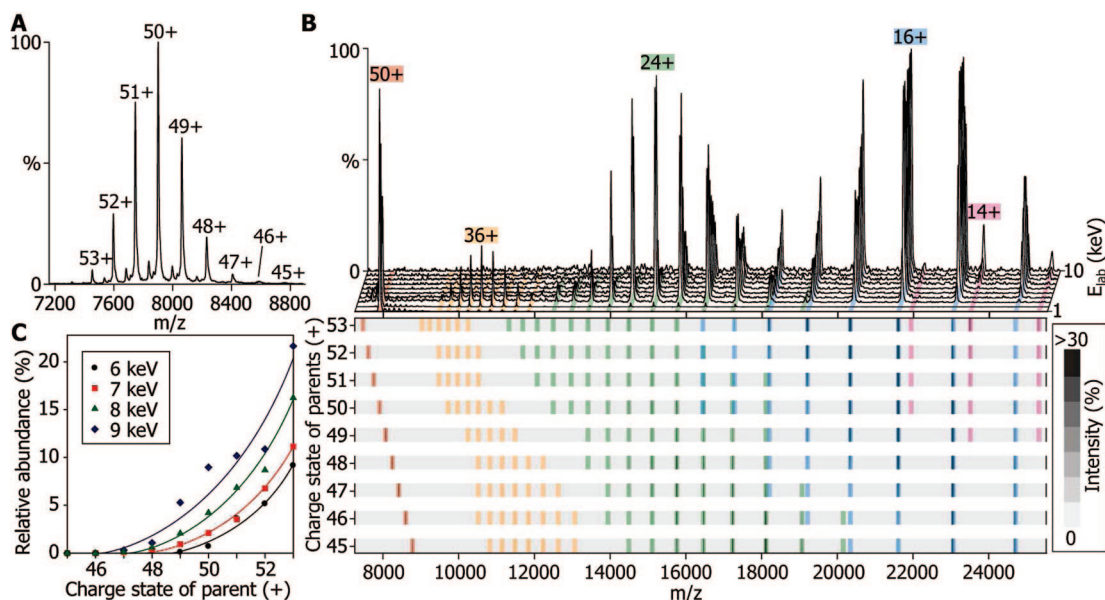 A
100
%
0
53+
52+
51+
50+
49+
48+
47+
46+
45+
7200 7600 8000 8400 8800
m/z
B
100
%
0
50+
36+
24+
16+
14+
10
1
E lab (keV)
C
Relative abundance (%)
20
15
10
5
0
6 keV
7 keV
8 keV
9 keV
46 48 50 52
Charge state of parent (+)
Charge state of parents (+)
53
52
51
50
49
48
47
46
45
8000 10000 12000 14000 16000 18000 20000 22000 24000
m/z
>30
0
Intensity (%)